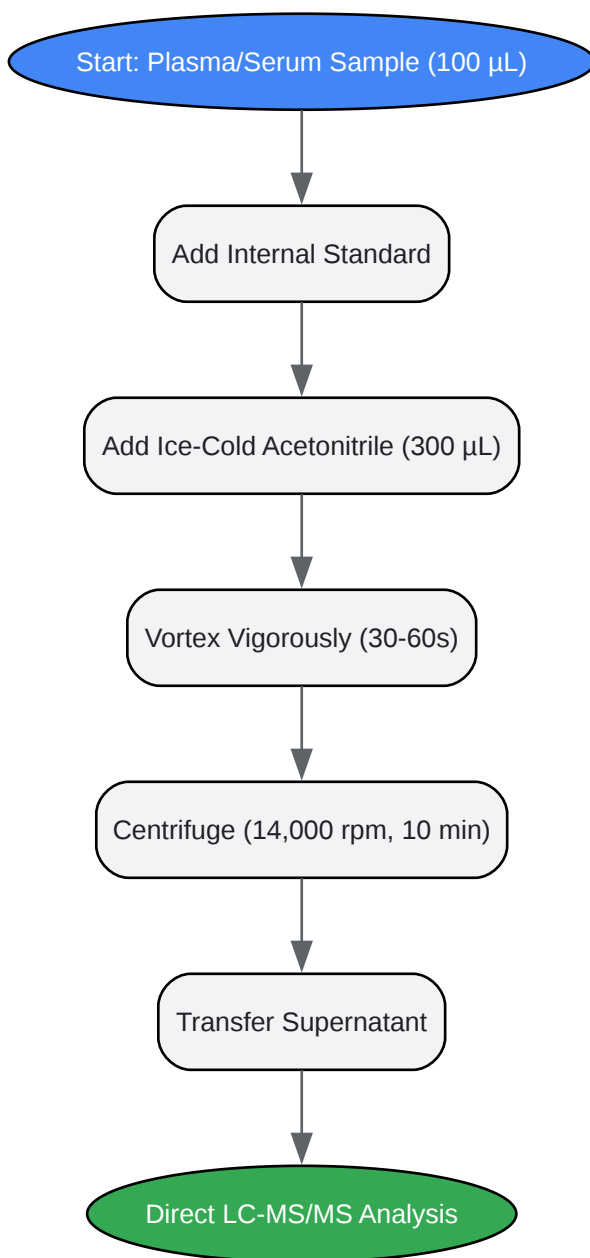 Start: Plasma/Serum Sample (100 µL)
Add Internal Standard
Add Ice-Cold Acetonitrile (300 µL)
Vortex Vigorously (30-60s)
Centrifuge (14,000 rpm, 10 min)
Transfer Supernatant
Direct LC-MS/MS Analysis